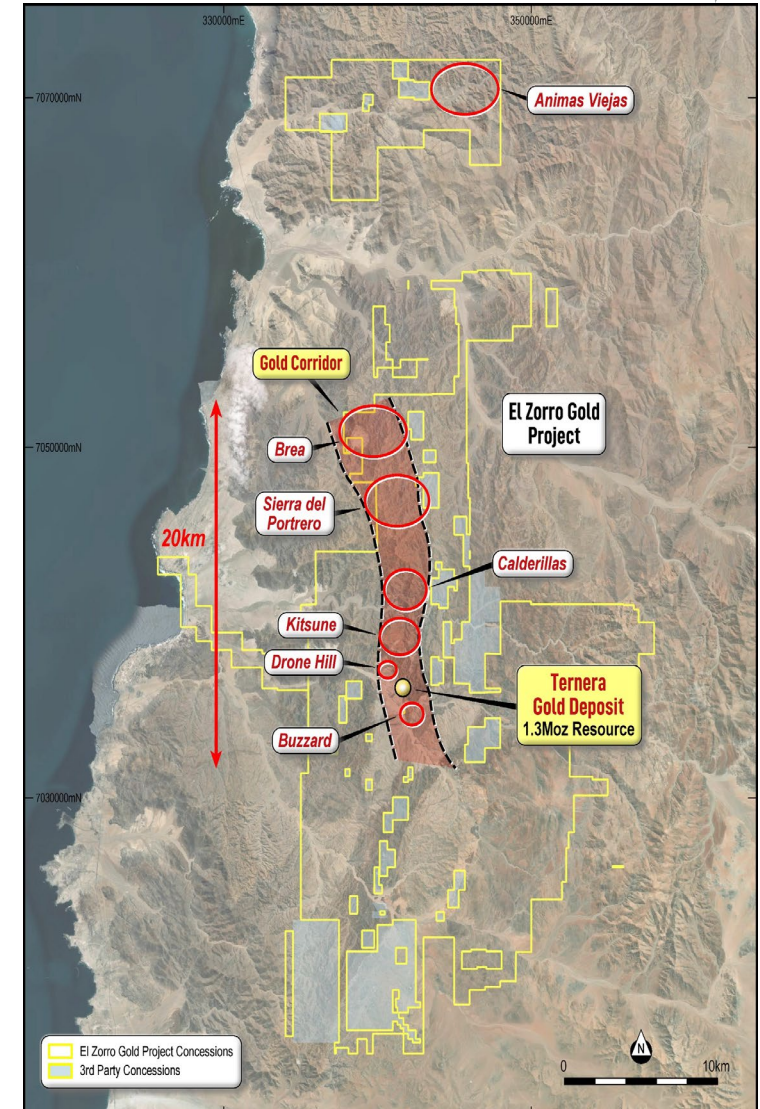 330000mE
350000mE
7070000mN
Animas Viejas
Gold Corridor
El Zorro Gold
Project
7050000mN
Brea
Sierra del
Portrero
20km
Calderillas
Kitsune
Drone Hill
Ternera
Gold Deposit
1.3Moz Resource
Buzzard
7030000mN
El Zorro Gold Project Concessions
3rd Party Concessions
N
0
10km